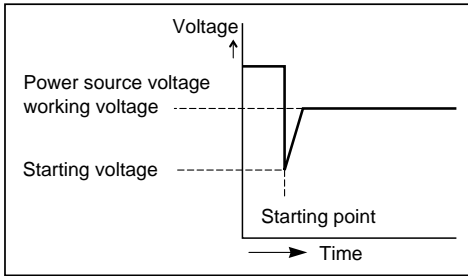 Voltage
Power source voltage
working voltage
Starting voltage
Starting point
Time